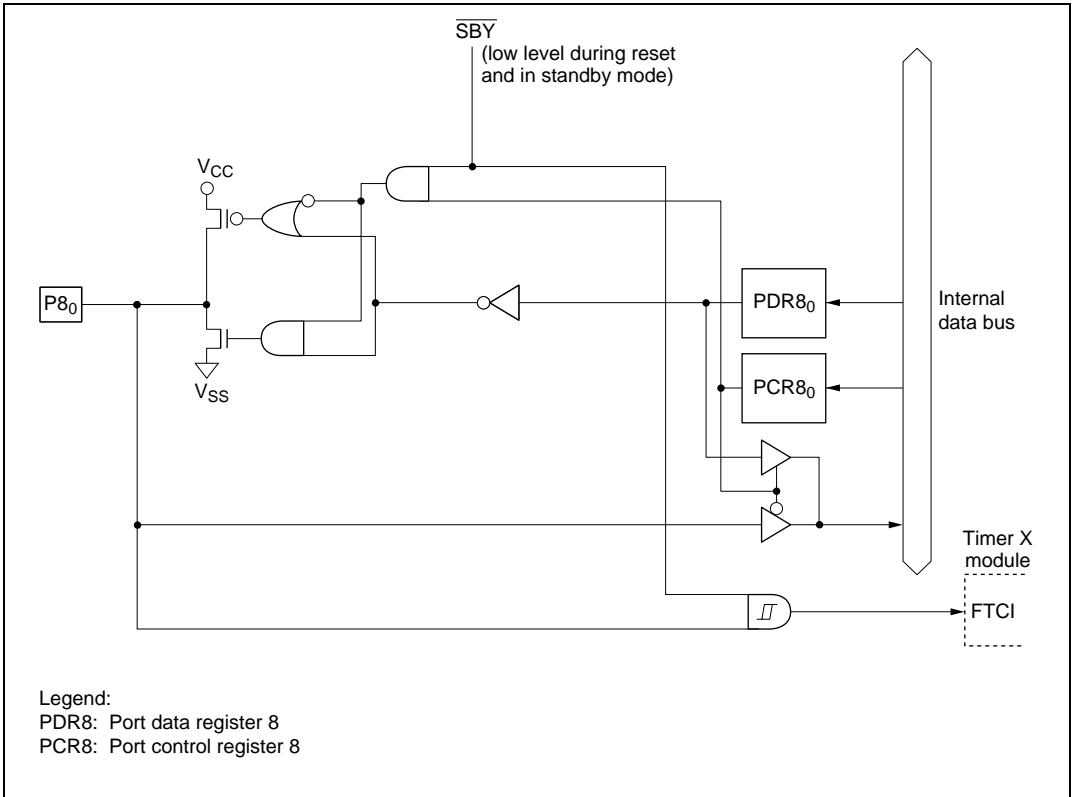 SBY
(low level during reset
and in standby mode)
VCC
P80
VSS
PDR80
PCR80
Internal
data bus
Timer X
module
FTCI
Legend:
PDR8: Port data register 8
PCR8: Port control register 8